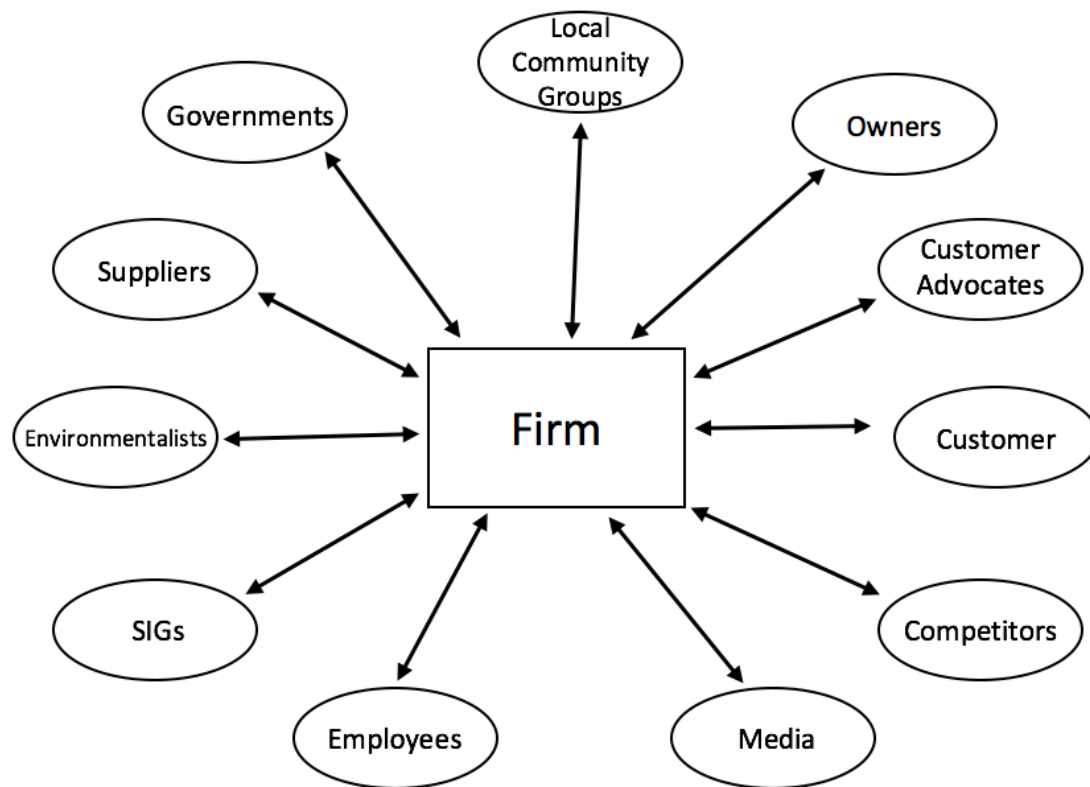 Local
Community
Groups
Governments
Owners
Suppliers
Customer
Advocates
Environmentalists
Firm
Customer
SIGs
Competitors
Employees
Media